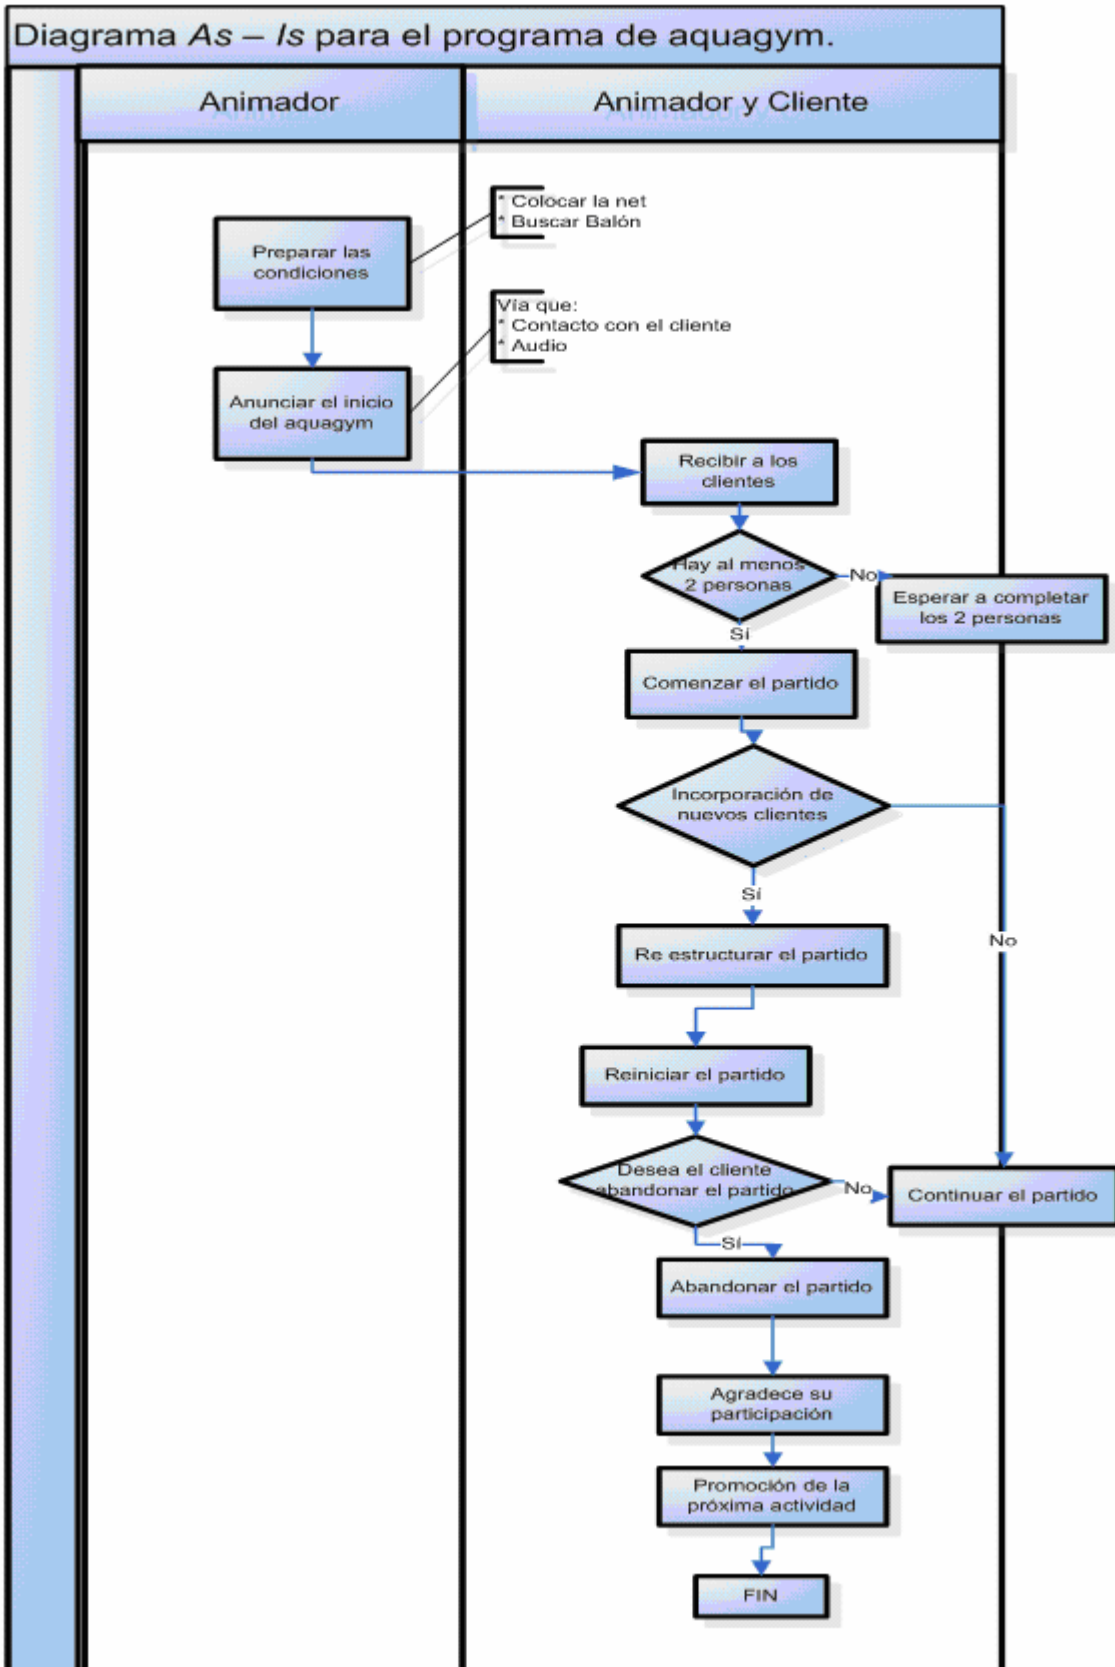 Diagrama As – Is para el programa de aquagym.
Animador
Animador y Cliente
* Colocar la net
* Buscar Balón
Preparar las
condiciones
Vía que:
* Contacto con el cliente
* Audio
Anunciar el inicio
del aquagym
Recibir a los
clientes
Hay al menos
2 personas
No
Esperar a completar
los 2 personas
Sí
Comenzar el partido
Incorporación de
nuevos clientes
Sí
No
Re estructurar el partido
Reiniciar el partido
Desea el cliente
abandonar el partido
No
Continuar el partido
Sí
Abandonar el partido
Agradece su
participación
Promoción de la
próxima actividad
FIN